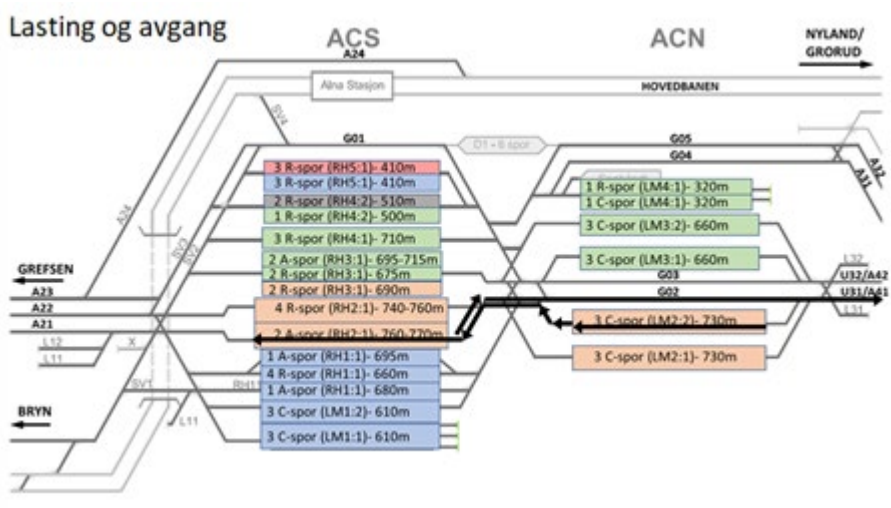 Lasting og avgang
ACS
ACN
NYLAND/
GRORUD
A24
Alna Stasjon
HOVEDBANEN
SV4
G01
D1 - 6 spor
G05
G04
A32
A31
3 R-spor (RH5:1)- 410m
3 R-spor (RH5:1)- 410m
2 R-spor (RH4:2)- 510m
1 R-spor (RH4:2)- 500m
3 R-spor (RH4:1)- 710m
2 A-spor (RH3:1)- 695-715m
2 R-spor (RH3:1)- 675m
2 R-spor (RH3:1)- 690m
4 R-spor (RH2:1)- 740-760m
2 A-spor (RH2:1)- 760-770m
1 A-spor (RH1:1)- 695m
4 R-spor (RH1:1)- 660m
1 A-spor (RH1:1)- 680m
3 C-spor (LM1:2)- 610m
3 C-spor (LM1:1)- 610m
1 R-spor (LM4:1)- 320m
1 C-spor (LM4:1)- 320m
3 C-spor (LM3:2)- 660m
3 C-spor (LM3:1)- 660m
G03
G02
3 C-spor (LM2:2)- 730m
3 C-spor (LM2:1)- 730m
L32
U32/A42
U31/A41
L31
A24
SV3
SV2
GREFSEN
A23
A22
A21
L12
L11
X
SV1
RH11
L11
BRYN